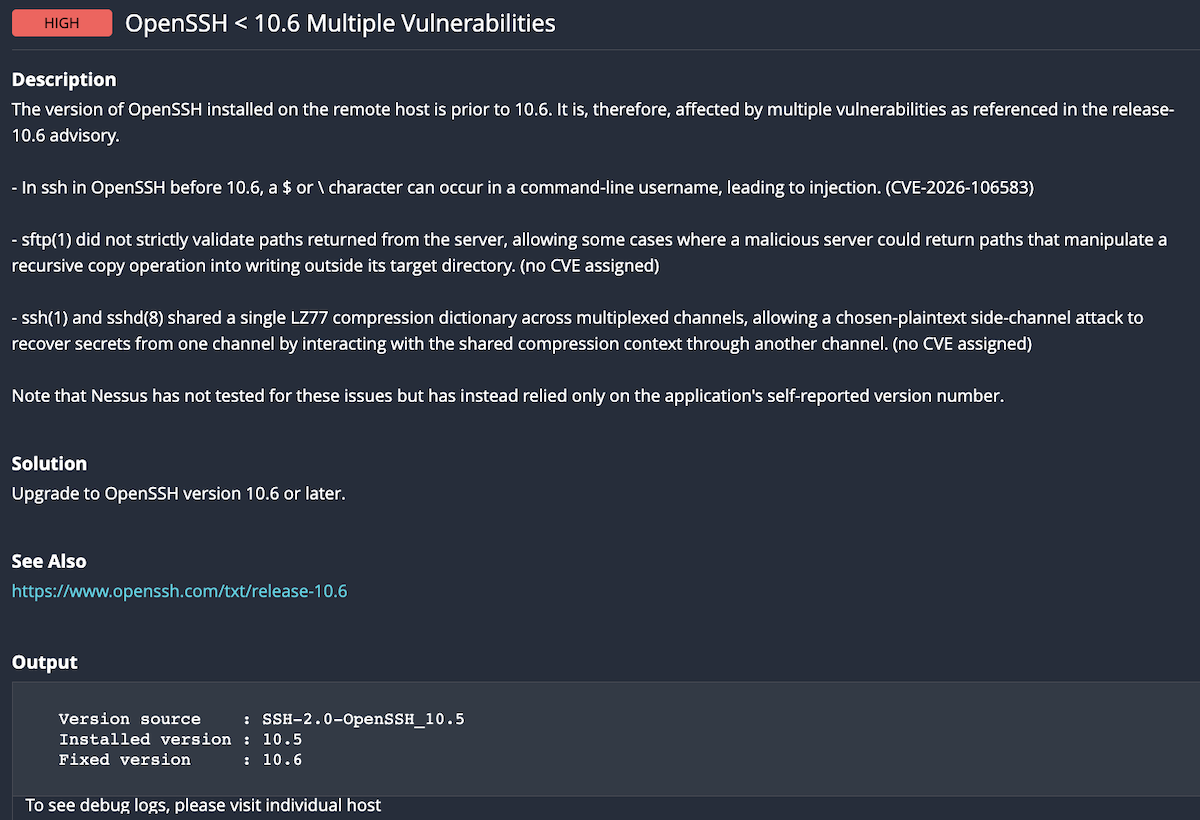 HIGH OpenSSH < 10.6 Multiple Vulnerabilities
Description
The version of OpenSSH installed on the remote host is prior to 10.6. It is, therefore, affected by multiple vulnerabilities as referenced in the release-
10.6 advisory.
- In ssh in OpenSSH before 10.6, a $ or \ character can occur in a command-line username, leading to injection. (CVE-2026-106583)
- sftp(1) did not strictly validate paths returned from the server, allowing some cases where a malicious server could return paths that manipulate a
recursive copy operation into writing outside its target directory. (no CVE assigned)
- ssh(1) and sshd(8) shared a single LZ77 compression dictionary across multiplexed channels, allowing a chosen-plaintext side-channel attack to
recover secrets from one channel by interacting with the shared compression context through another channel. (no CVE assigned)
Note that Nessus has not tested for these issues but has instead relied only on the application's self-reported version number.
Solution
Upgrade to OpenSSH version 10.6 or later.
See Also
https://www.openssh.com/txt/release-10.6
Output
Version source : SSH-2.0-OpenSSH_10.5
Installed version : 10.5
Fixed version : 10.6
To see debug logs, please visit individual host